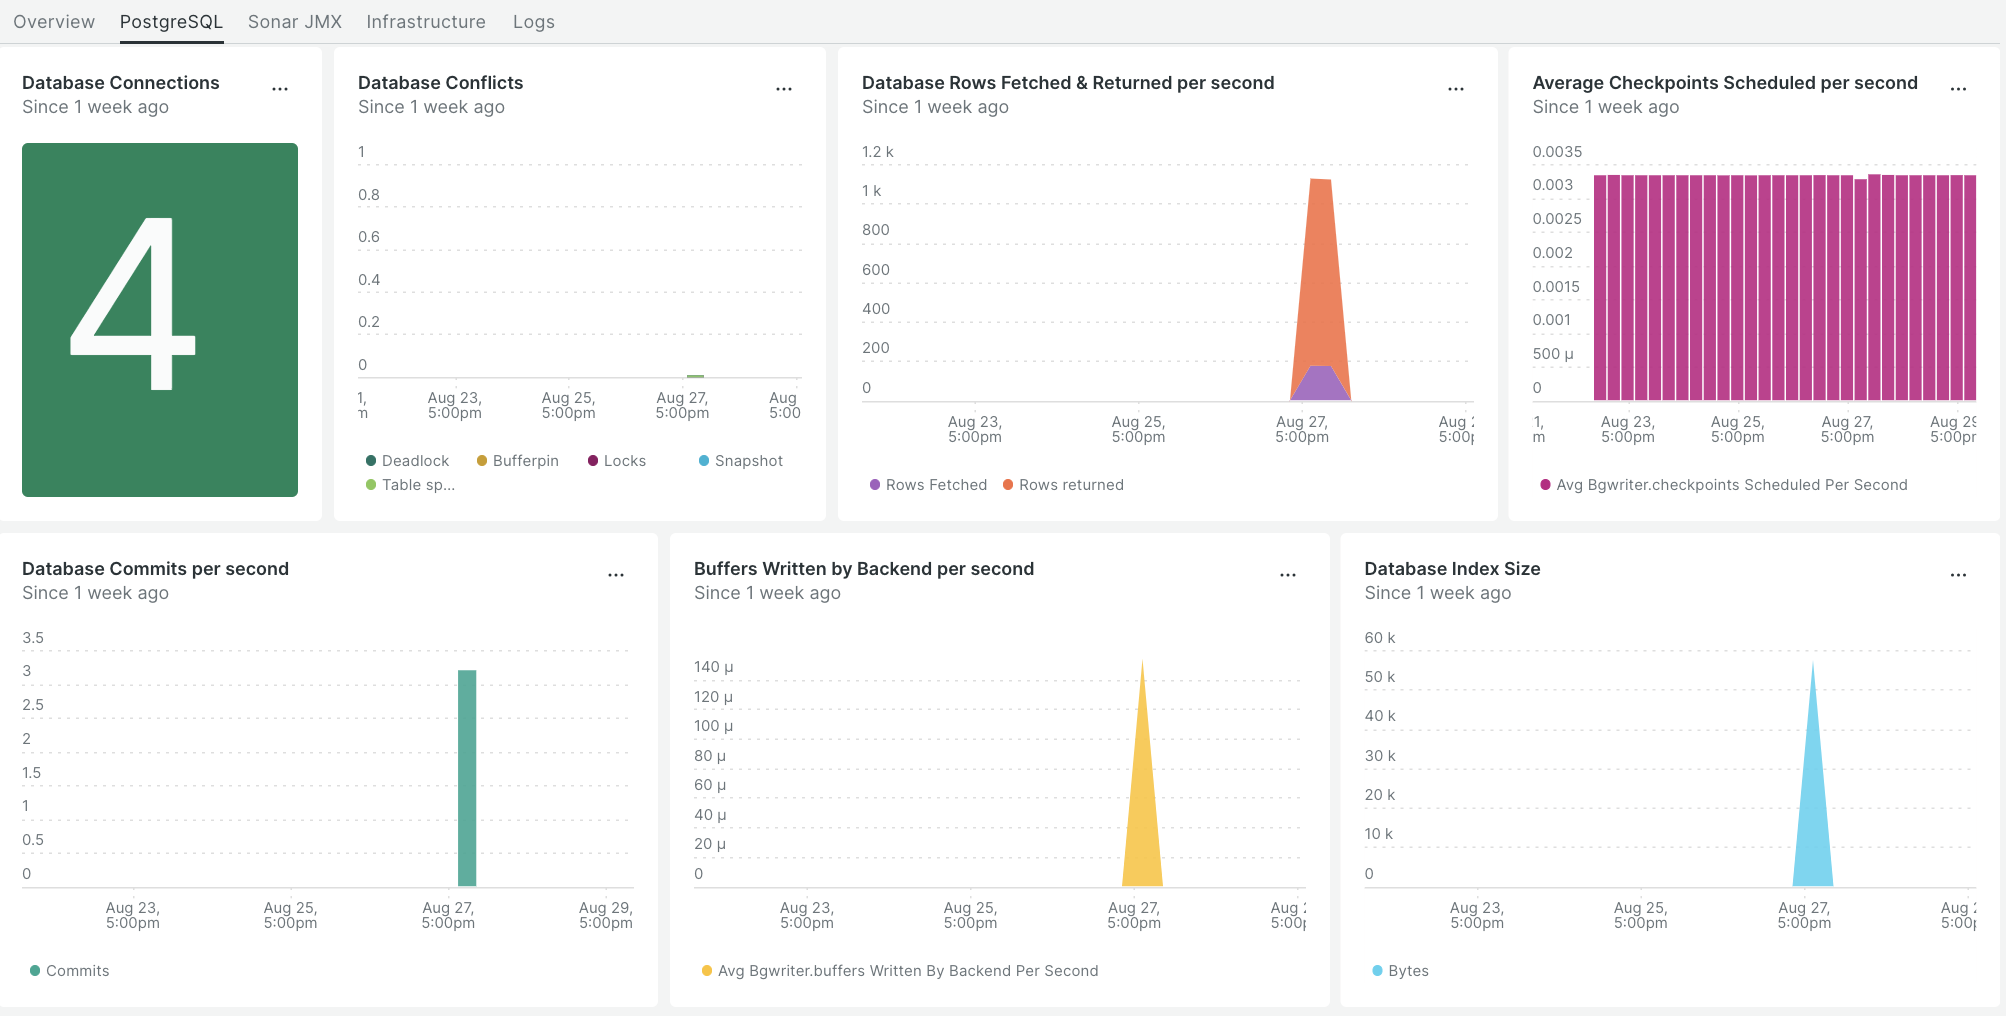 Overview PostgreSQL Sonar JMX Infrastructure Logs
Database Connections
Since 1 week ago
4
Database Conflicts
Since 1 week ago
1
0.8
0.6
0.4
0.2
0
1, Aug 23, Aug 25, Aug 27, Aug
m 5:00pm 5:00pm 5:00pm 5:00
Deadlock Bufferpin Locks Snapshot
Table sp...
Database Rows Fetched & Returned per second
Since 1 week ago
1.2 k
1 k
800
600
400
200
0
Aug 23, Aug 25, Aug 27, Aug
5:00pm 5:00pm 5:00pm 5:00p
Rows Fetched Rows returned
Average Checkpoints Scheduled per second
Since 1 week ago
0.0035
0.003
0.0025
0.002
0.0015
0.001
500 µ
0
1, Aug 23, Aug 25, Aug 27, Aug 29
m 5:00pm 5:00pm 5:00pm 5:00p
Avg Bgwriter.checkpoints Scheduled Per Second
Database Commits per second
Since 1 week ago
3.5
3
2.5
2
1.5
1
0.5
0
Aug 23, Aug 25, Aug 27, Aug 29,
5:00pm 5:00pm 5:00pm 5:00pm
Commits
Buffers Written by Backend per second
Since 1 week ago
140 µ
120 µ
100 µ
80 µ
60 µ
40 µ
20 µ
0
Aug 23, Aug 25, Aug 27, Aug 2
5:00pm 5:00pm 5:00pm 5:00p
Avg Bgwriter.buffers Written By Backend Per Second
Database Index Size
Since 1 week ago
60 k
50 k
40 k
30 k
20 k
10 k
0
Aug 23, Aug 25, Aug 27, Aug 2
5:00pm 5:00pm 5:00pm 5:00p
Bytes